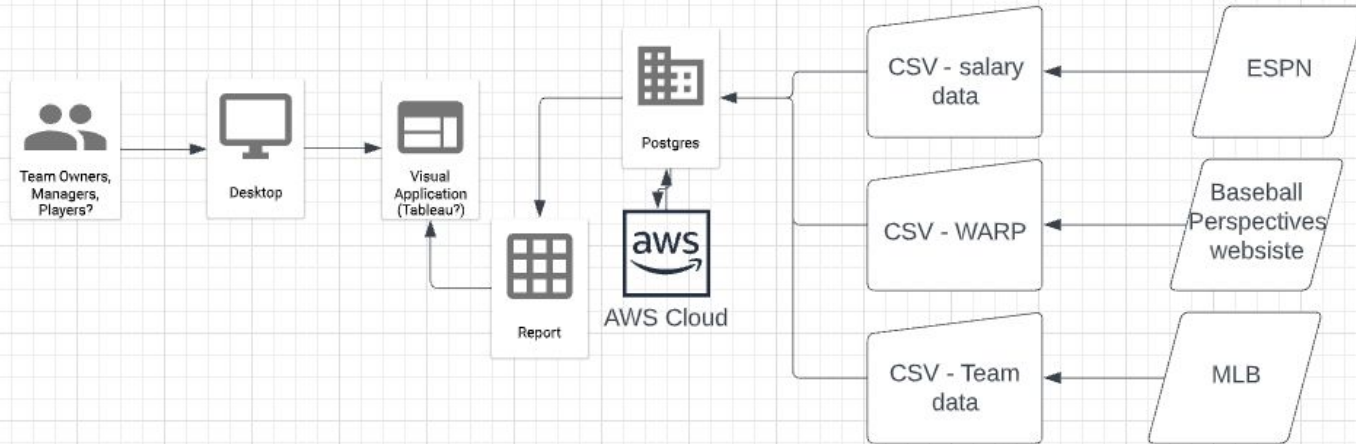 Team Owners,
Managers,
Players?
Desktop
Visual
Application
(Tableau?)
Report
Postgres
aws
AWS Cloud
CSV - salary
data
ESPN
CSV - WARP
Baseball
Perspectives
websiste
CSV - Team
data
MLB